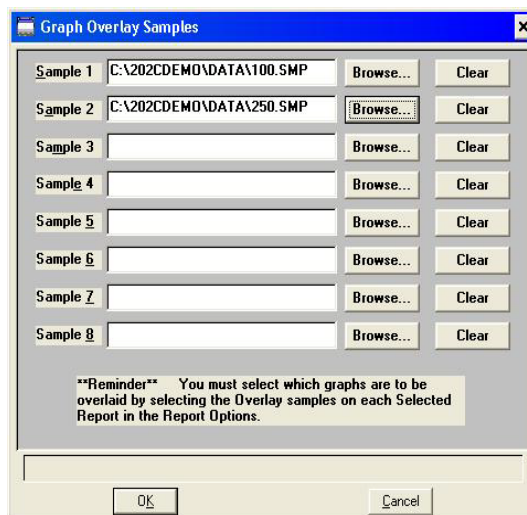 Graph Overlay Samples
Sample 1 C:\202CDEMO\DATA\100.SMP Browse... Clear
Sample 2 C:\202CDEMO\DATA\250.SMP Browse... Clear
Sample 3 Browse... Clear
Sample 4 Browse... Clear
Sample 5 Browse... Clear
Sample 6 Browse... Clear
Sample 7 Browse... Clear
Sample 8 Browse... Clear
**Reminder** You must select which graphs are to be
overlaid by selecting the Overlay samples on each Selected
Report in the Report Options.
OK Cancel